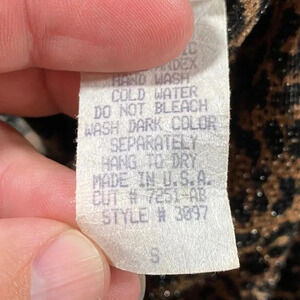 HAND WASH
COLD WATER
DO NOT BLEACH
WASH DARK COLOR
SEPARATELY
HANG TO DRY
MADE IN U.S.A.
CUT # 7251-AB
STYLE # 3097
S